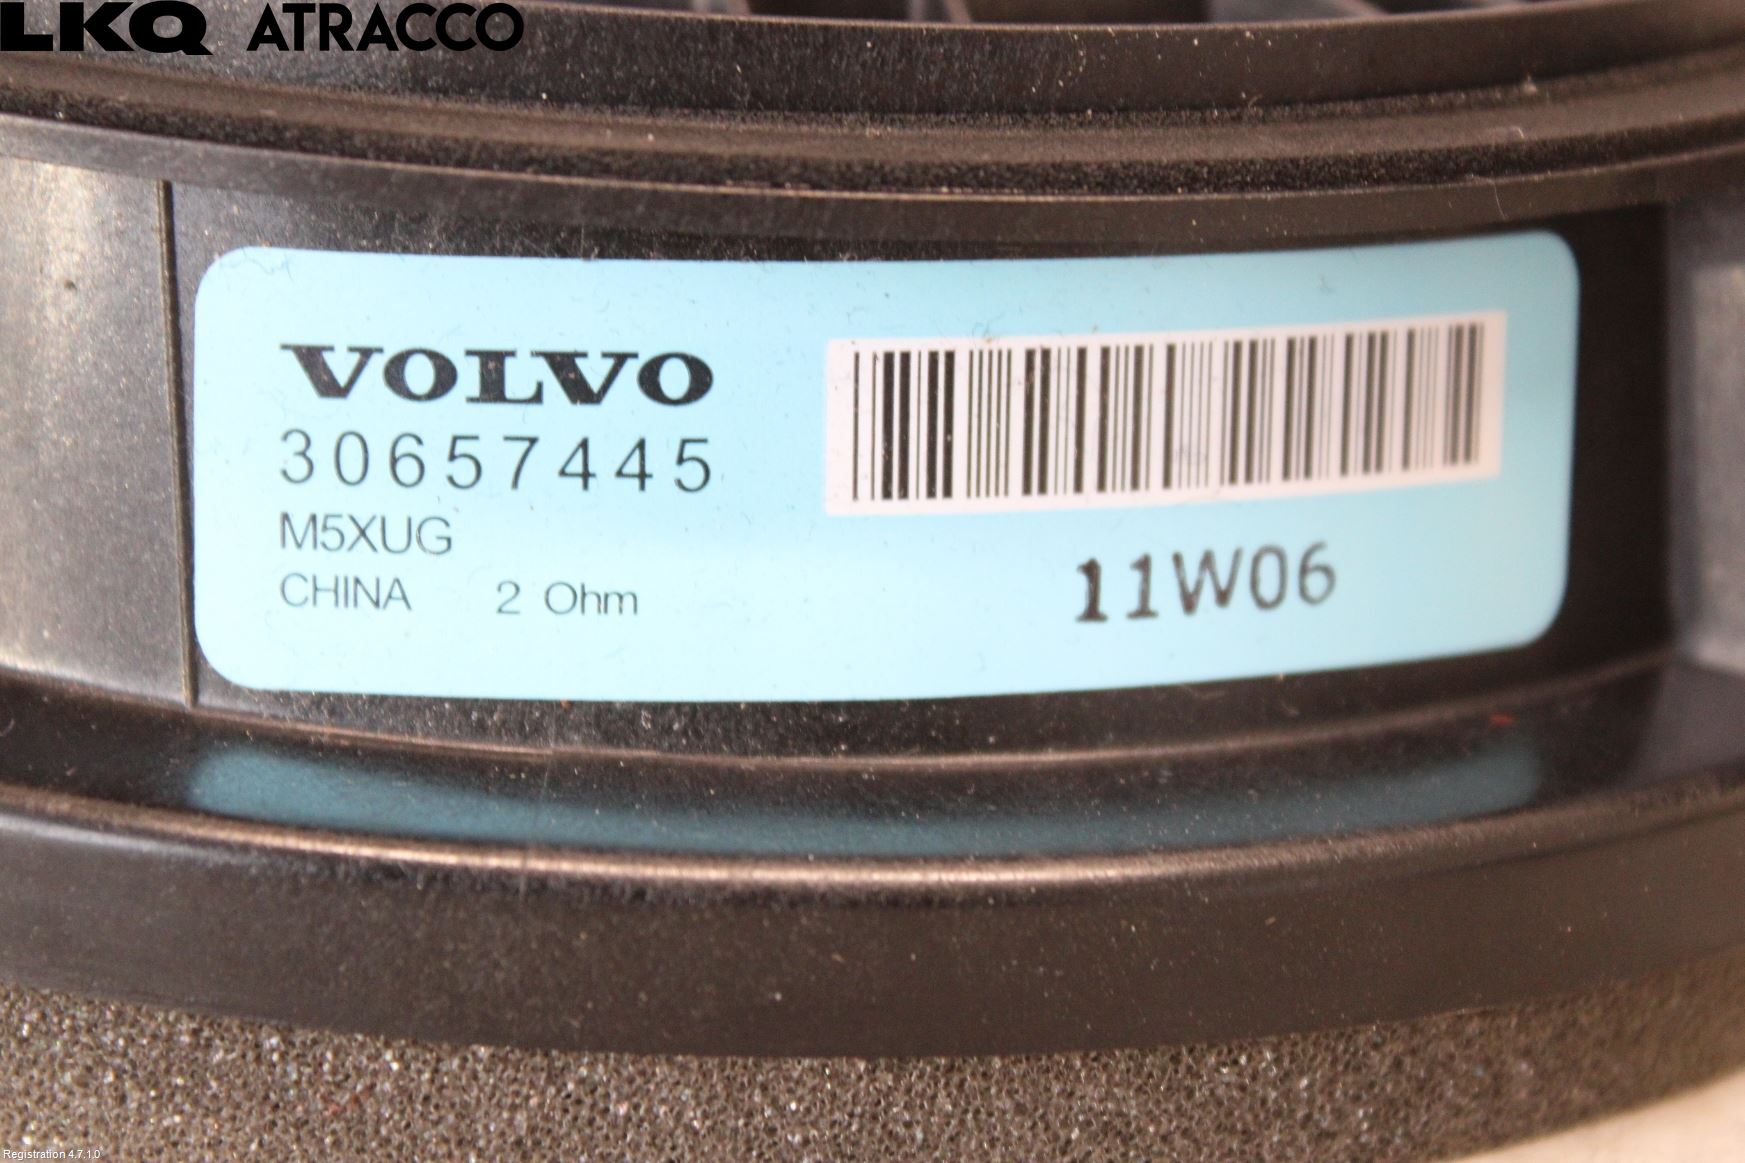 LKQ ATRACCO
VOLVO
30657445
M5XUG
CHINA 2 Ohm
11W06
Registration 4.7.1.0